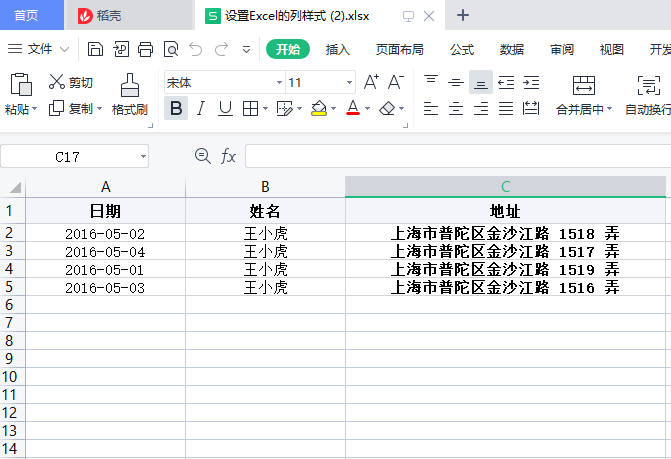 首页 稻壳 S 设置Excel的列样式 (2).xlsx +
文件 开始 插入 页面布局 公式 数据 审阅 视图 开发
粘贴 剪切 复制 格式刷 宋体 11 A+ A- B I U A 合并居中 自动换行
C17 fx
A B C
1 日期 姓名 地址
2 2016-05-02 王小虎 上海市普陀区金沙江路 1518 弄
3 2016-05-04 王小虎 上海市普陀区金沙江路 1517 弄
4 2016-05-01 王小虎 上海市普陀区金沙江路 1519 弄
5 2016-05-03 王小虎 上海市普陀区金沙江路 1516 弄
6
7
8
9
10
11
12
13
14